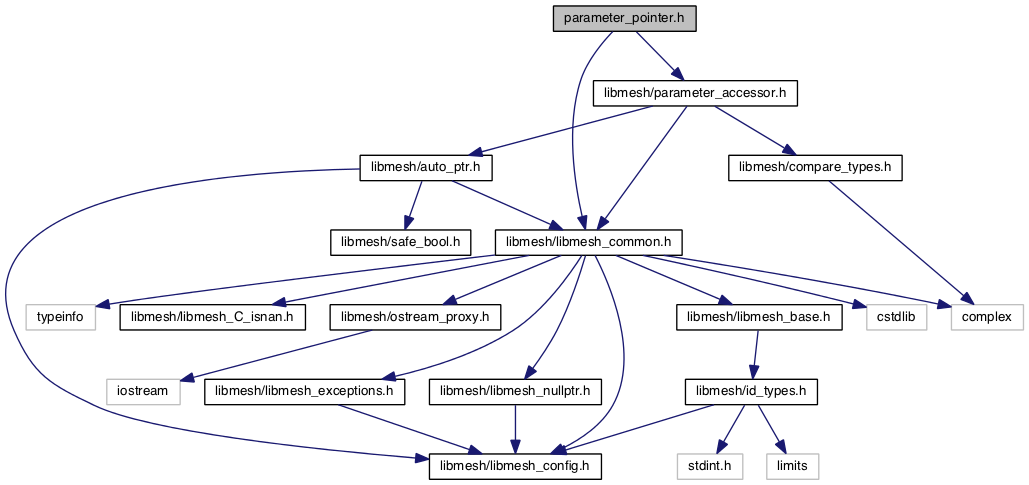 parameter_pointer.h
libmesh/parameter_accessor.h
libmesh/auto_ptr.h
libmesh/compare_types.h
libmesh/safe_bool.h
libmesh/libmesh_common.h
typeinfo
libmesh/libmesh_C_isnan.h
libmesh/ostream_proxy.h
libmesh/libmesh_base.h
cstdlib
complex
iostream
libmesh/libmesh_exceptions.h
libmesh/libmesh_nullptr.h
libmesh/id_types.h
libmesh/libmesh_config.h
stdint.h
limits